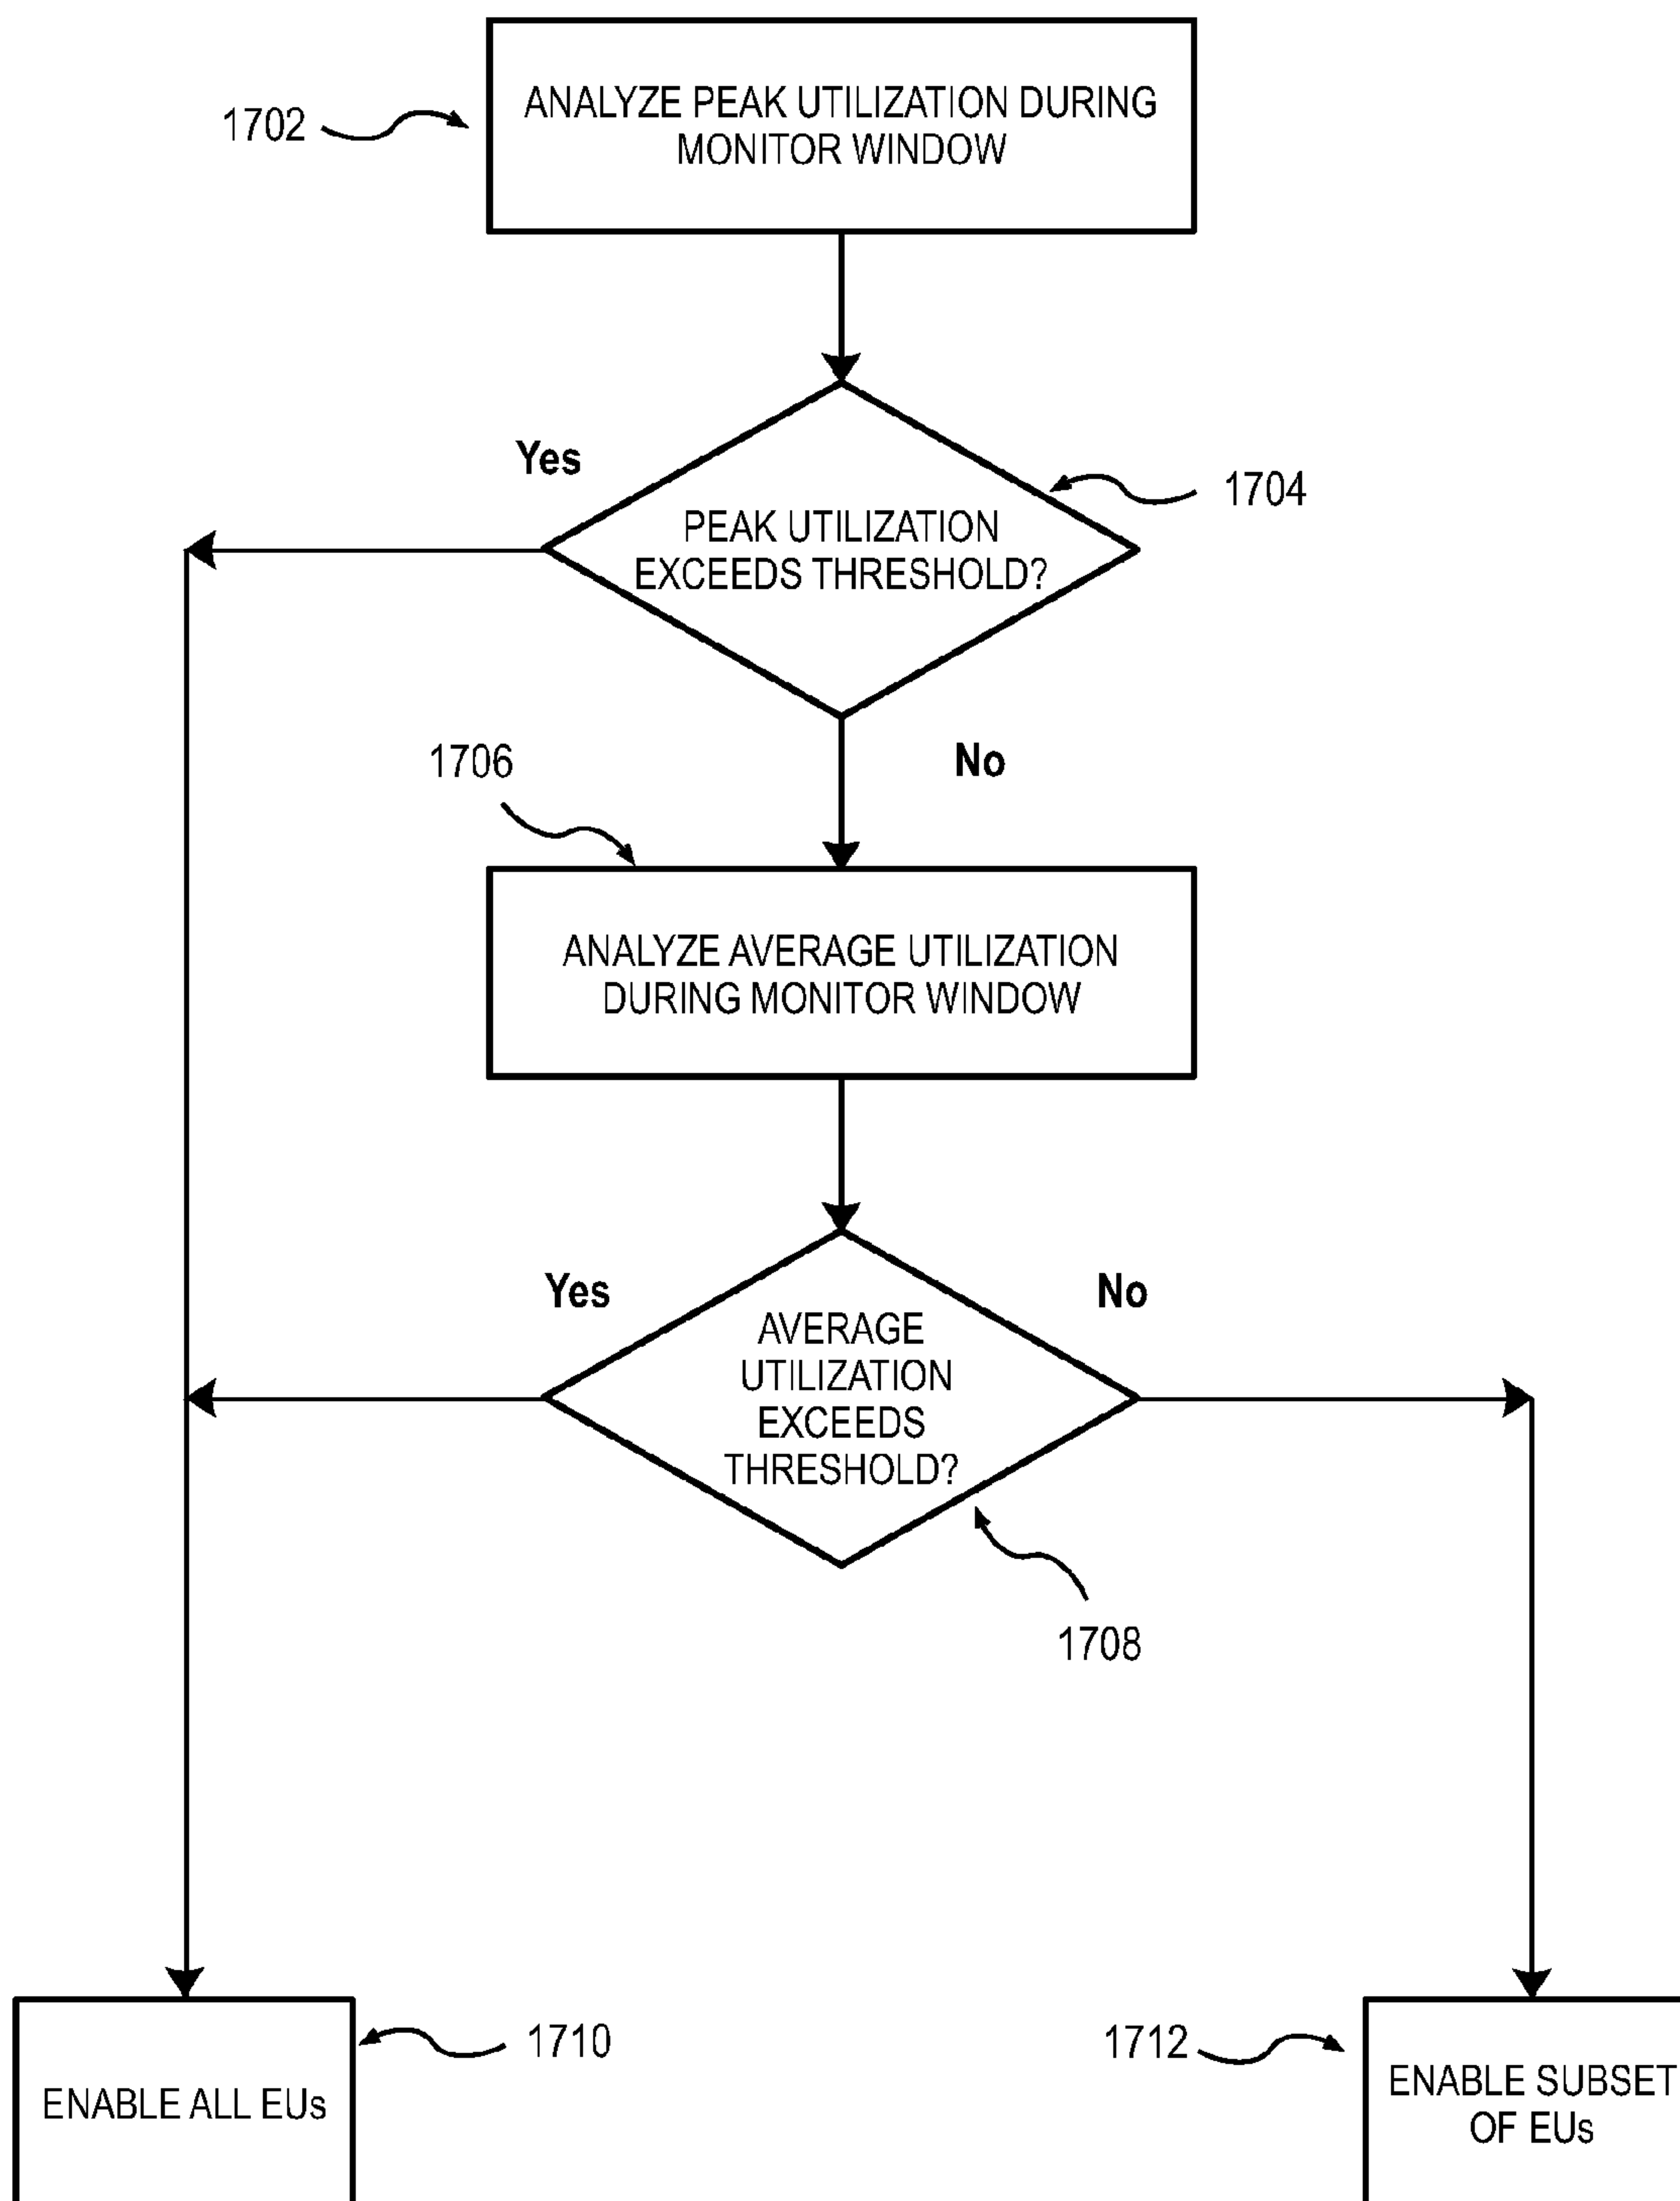 ANALYZE PEAK UTILIZATION DURING
MONITOR WINDOW
1702
Yes
1704
PEAK UTILIZATION
EXCEEDS THRESHOLD?
1706
No
ANALYZE AVERAGE UTILIZATION
DURING MONITOR WINDOW
Yes
No
AVERAGE
UTILIZATION
EXCEEDS
THRESHOLD?
1708
1710
1712
ENABLE ALL EUs
ENABLE SUBSET
OF EUs